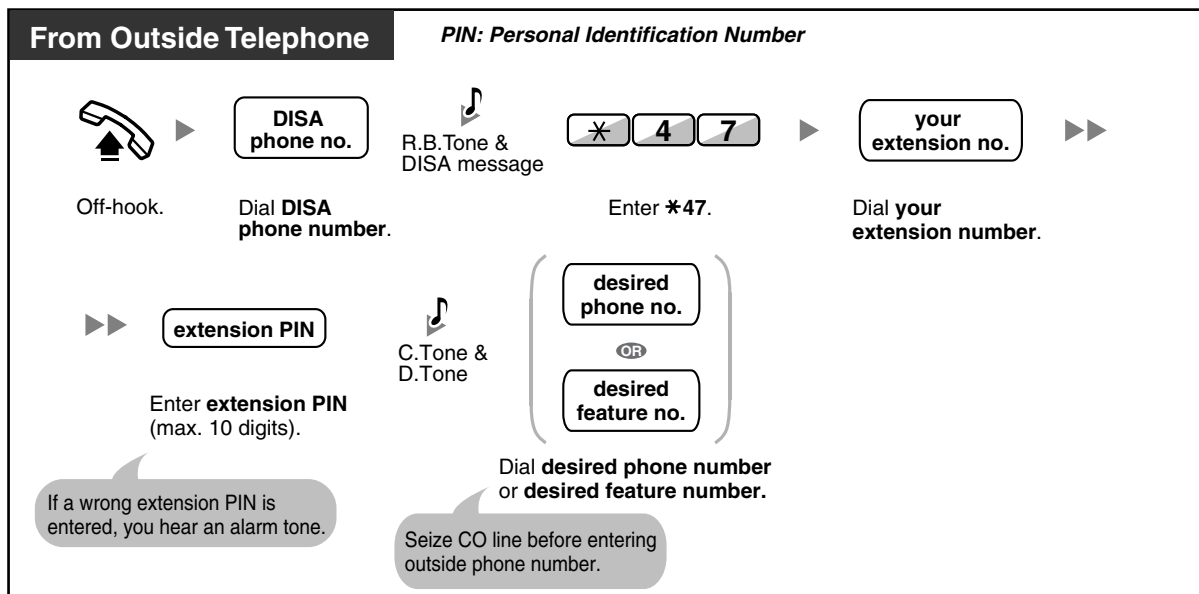 From Outside Telephone
PIN: Personal Identification Number
DISA
phone no.
R.B.Tone &
DISA message
* 4 7
your
extension no.
Off-hook.
Dial DISA
phone number.
Enter *47.
Dial your
extension number.
extension PIN
C.Tone &
D.Tone
desired
phone no.
OR
desired
feature no.
Enter extension PIN
(max. 10 digits).
Dial desired phone number
or desired feature number.
If a wrong extension PIN is
entered, you hear an alarm tone.
Seize CO line before entering
outside phone number.